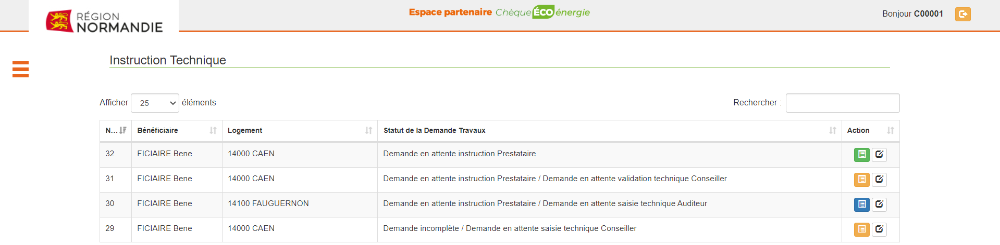 RÉGION
NORMANDIE
Espace partenaire Chèque ÉCO énergie
Bonjour C00001
Instruction Technique
Afficher 25 éléments
Rechercher :
N... Bénéficiaire Logement Statut de la Demande Travaux Action
32 FICIAIRE Bene 14000 CAEN Demande en attente instruction Prestataire
31 FICIAIRE Bene 14000 CAEN Demande en attente instruction Prestataire / Demande en attente validation technique Conseiller
30 FICIAIRE Bene 14100 FAUGUERNON Demande en attente instruction Prestataire / Demande en attente saisie technique Auditeur
29 FICIAIRE Bene 14000 CAEN Demande incomplète / Demande en attente saisie technique Conseiller